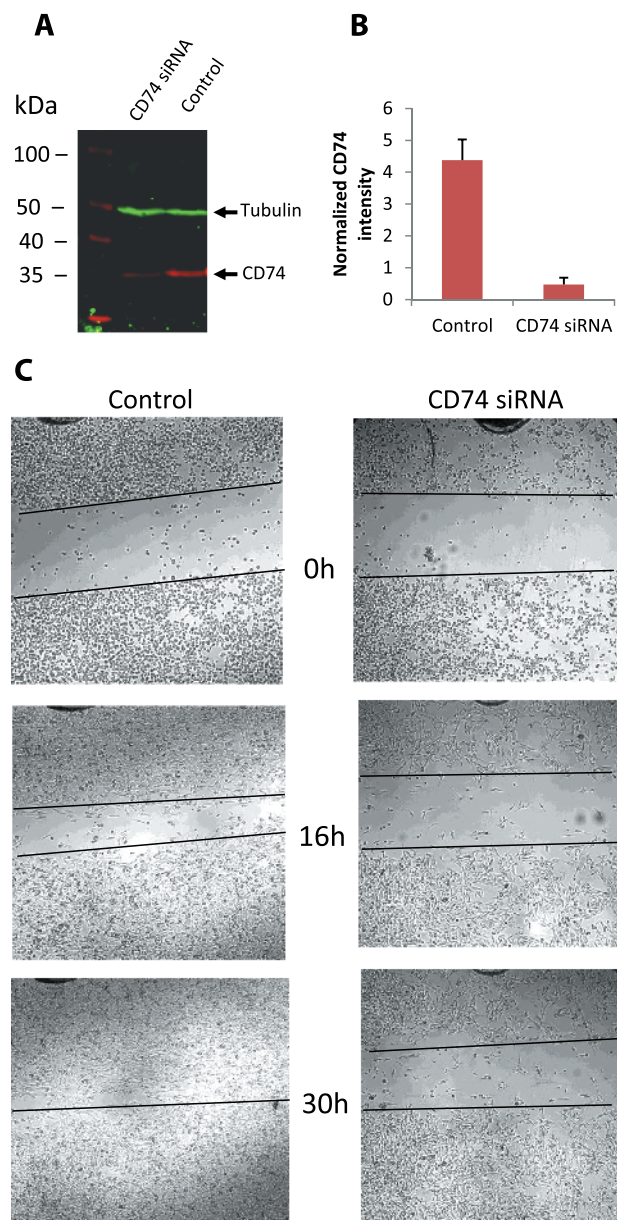 A
CD74 siRNA
Control
kDa
100 –
50 –
40 –
35 –
Tubulin
CD74
B
Normalized CD74
intensity
6
5
4
3
2
1
0
Control
CD74 siRNA
C
Control
CD74 siRNA
0h
16h
30h